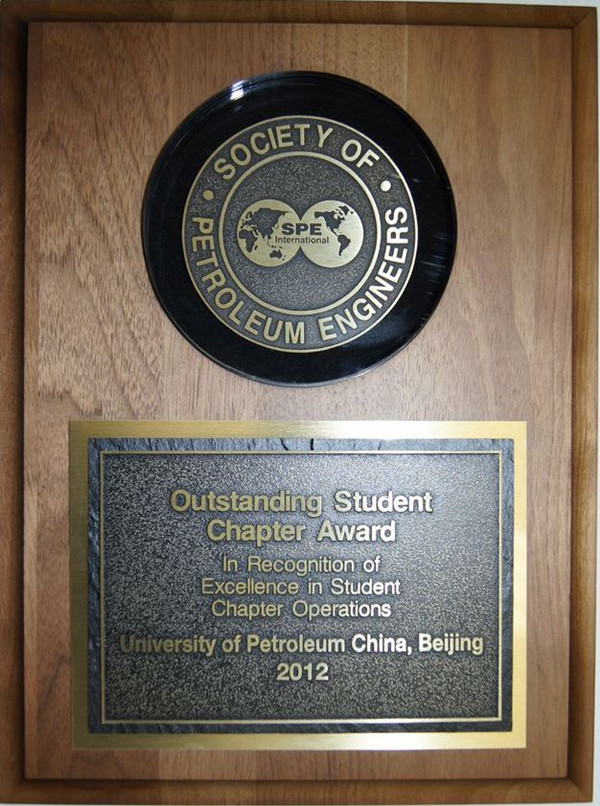 SOCIETY OF
PETROLEUM ENGINEERS
SPE
International
Outstanding Student
Chapter Award
In Recognition of
Excellence in Student
Chapter Operations
University of Petroleum China, Beijing
2012